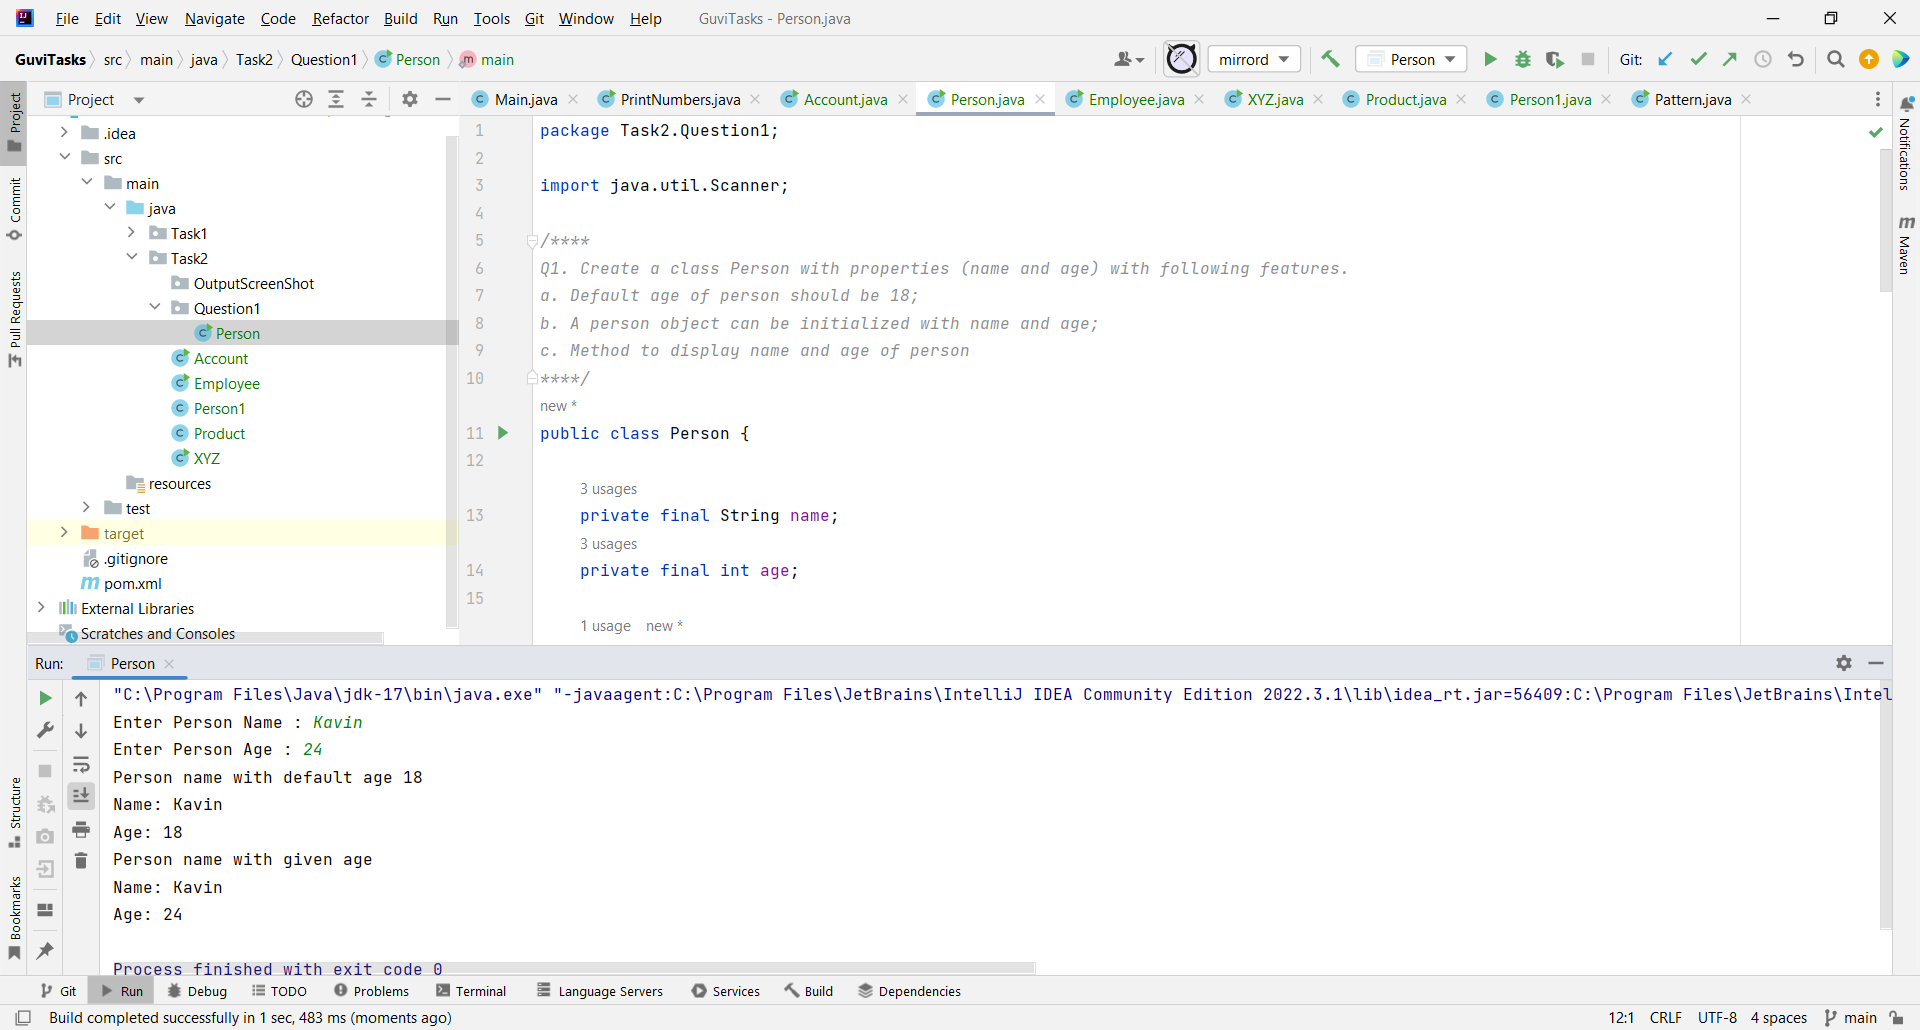 File Edit View Navigate Code Refactor Build Run Tools Git Window Help GuviTasks - Person.java
GuviTasks src main java Task2 Question1 Person main
mirrord Person Git:
Project
Main.java PrintNumbers.java Account.java Person.java Employee.java XYZ.java Product.java Person1.java Pattern.java
Project
Commit
Pull Requests
.idea
src
main
java
Task1
Task2
OutputScreenShot
Question1
Person
Account
Employee
Person1
Product
XYZ
resources
test
target
.gitignore
pom.xml
External Libraries
Scratches and Consoles
1 package Task2.Question1;
2
3 import java.util.Scanner;
4
5 /****
6 Q1. Create a class Person with properties (name and age) with following features.
7 a. Default age of person should be 18;
8 b. A person object can be initialized with name and age;
9 c. Method to display name and age of person
10 ****/
new *
11 public class Person {
12
3 usages
13 private final String name;
3 usages
14 private final int age;
15
1 usage new *
Notifications
Maven
Run: Person
"C:\Program Files\Java\jdk-17\bin\java.exe" "-javaagent:C:\Program Files\JetBrains\IntelliJ IDEA Community Edition 2022.3.1\lib\idea_rt.jar=56409:C:\Program Files\JetBrains\Intel
Enter Person Name : Kavin
Enter Person Age : 24
Person name with default age 18
Name: Kavin
Age: 18
Person name with given age
Name: Kavin
Age: 24
Process finished with exit code 0
Structure
Bookmarks
Git Run Debug TODO Problems Terminal Language Servers Services Build Dependencies
Build completed successfully in 1 sec, 483 ms (moments ago)
12:1 CRLF UTF-8 4 spaces main